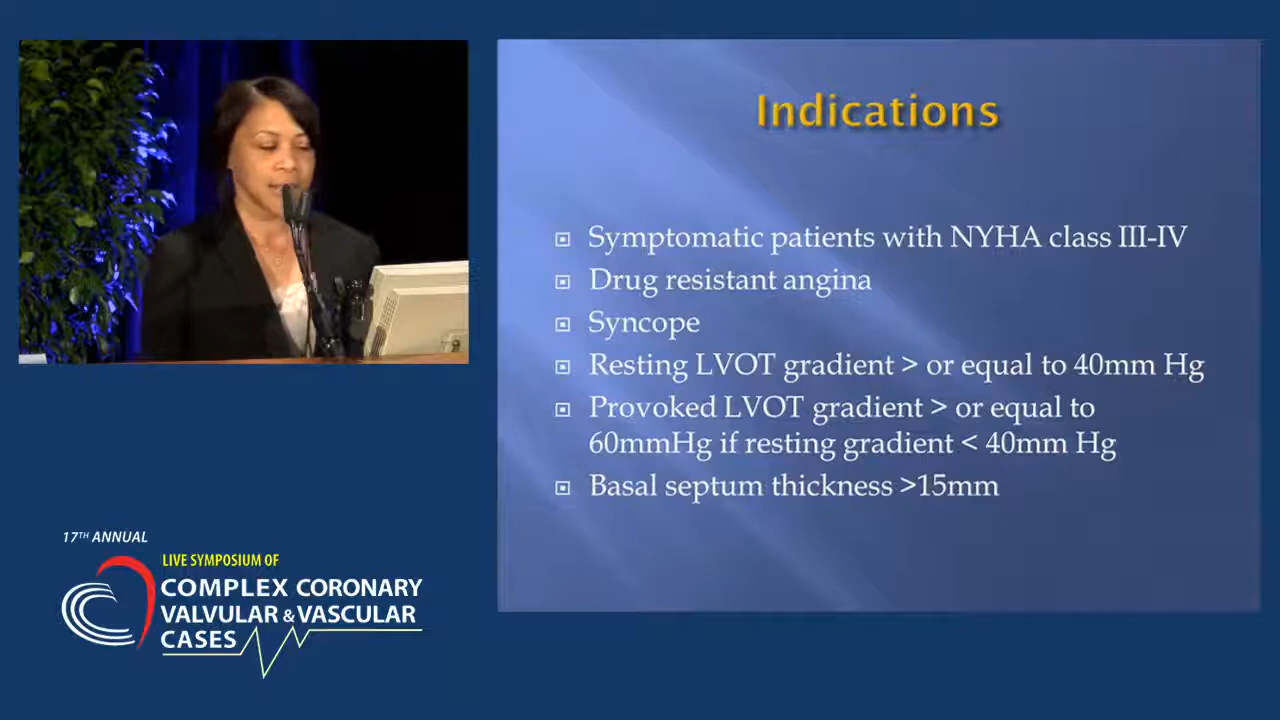 Indications
Symptomatic patients with NYHA class III-IV
Drug resistant angina
Syncope
Resting LVOT gradient > or equal to 40mm Hg
Provoked LVOT gradient > or equal to
60mmHg if resting gradient < 40mm Hg
Basal septum thickness >15mm
17TH ANNUAL
LIVE SYMPOSIUM OF
COMPLEX CORONARY
VALVULAR & VASCULAR
CASES